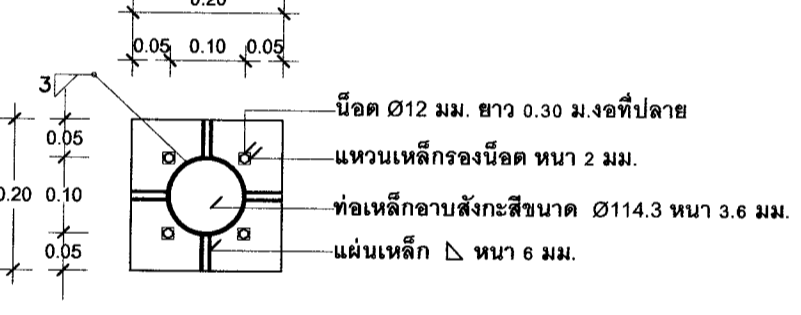 0.20
0.05 0.10 0.05
3
น็อต Ø12 มม. ยาว 0.30 ม.งอที่ปลาย
0.05
แหวนเหล็กรองน็อต หนา 2 มม.
0.20 0.10
ท่อเหล็กอาบสังกะสีขนาด Ø114.3 หนา 3.6 มม.
0.05
แผ่นเหล็ก หนา 6 มม.